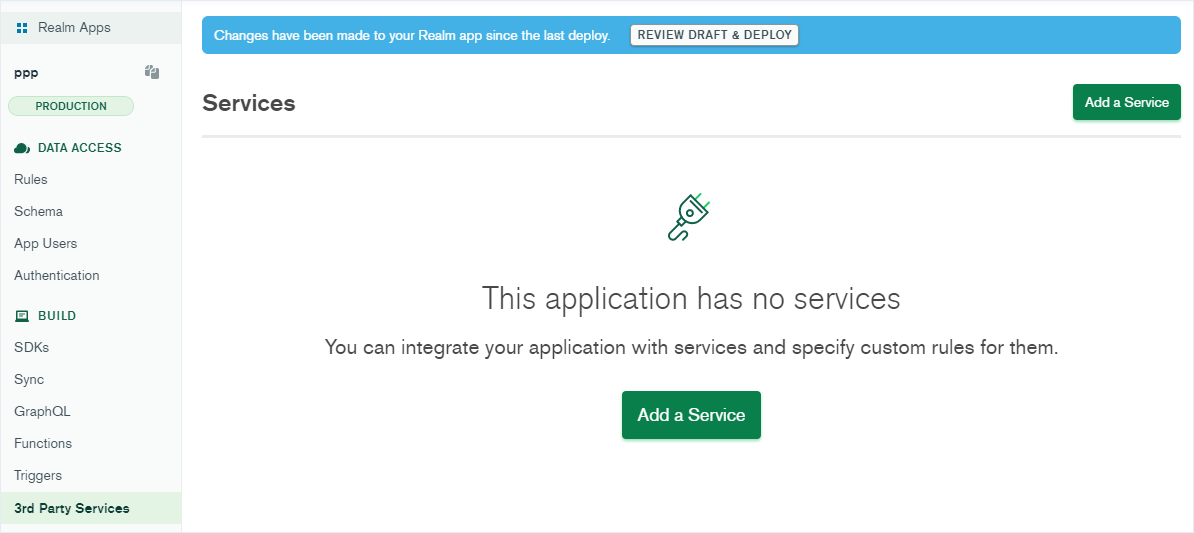 Realm Apps
ppp
PRODUCTION
DATA ACCESS
Rules
Schema
App Users
Authentication
BUILD
SDKs
Sync
GraphQL
Functions
Triggers
3rd Party Services
Changes have been made to your Realm app since the last deploy. REVIEW DRAFT & DEPLOY
Services
Add a Service
This application has no services
You can integrate your application with services and specify custom rules for them.
Add a Service